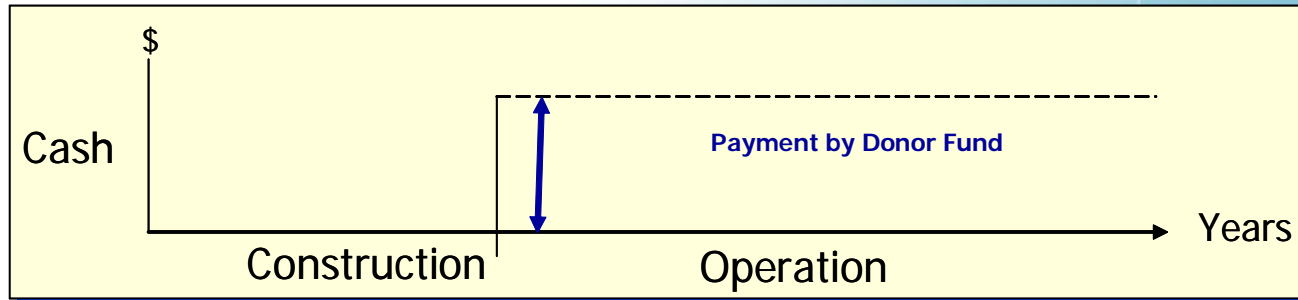 $
Cash
Payment by Donor Fund
Years
Construction
Operation